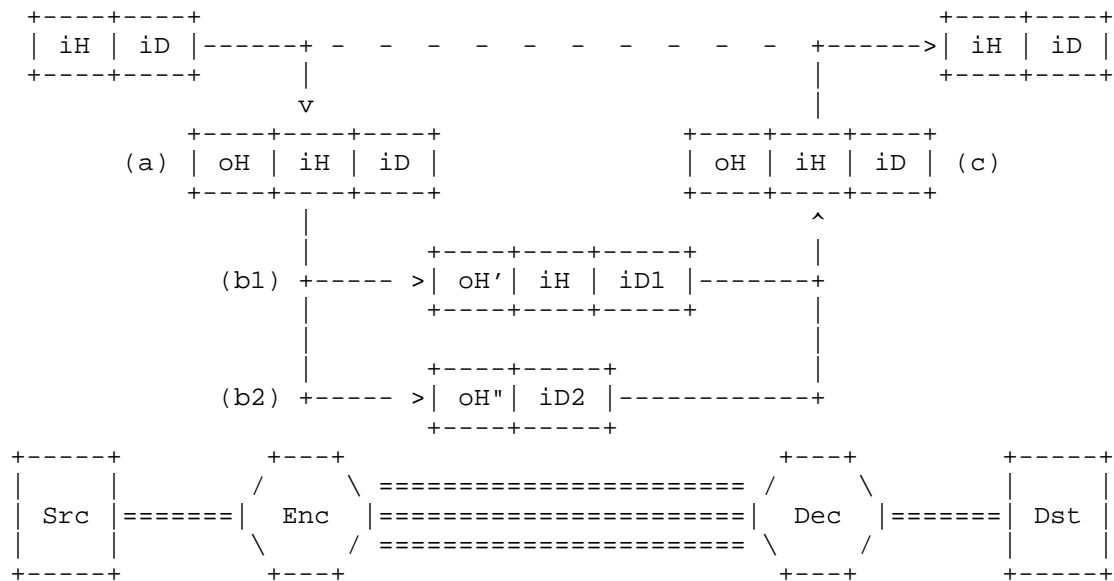 iH iD iH iD
(a) oH iH iD oH iH iD (c)
(b1) oH' iH iD1
(b2) oH" iD2
Src Enc Dec Dst